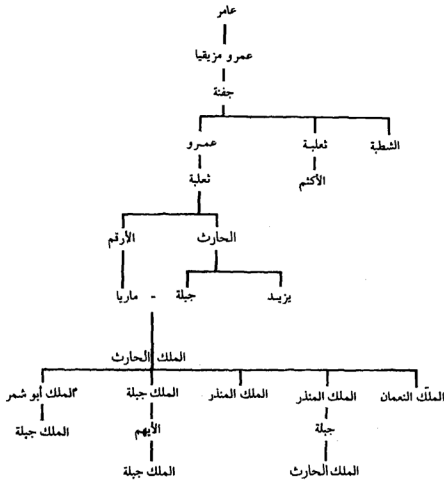 عامر
عمرو مزيقيا
جفنة
الشطبة ثعلبة عمرو
الأكثم ثعلبة
الحارث الأرقم
يزيد جبلة - ماريا
الملك الحارث
الملك النعمان الملك المنذر الملك المنذر الملك جبلة الملك أبو شمر
جبلة الأيهم الملك جبلة
الملك الحارث الملك جبلة